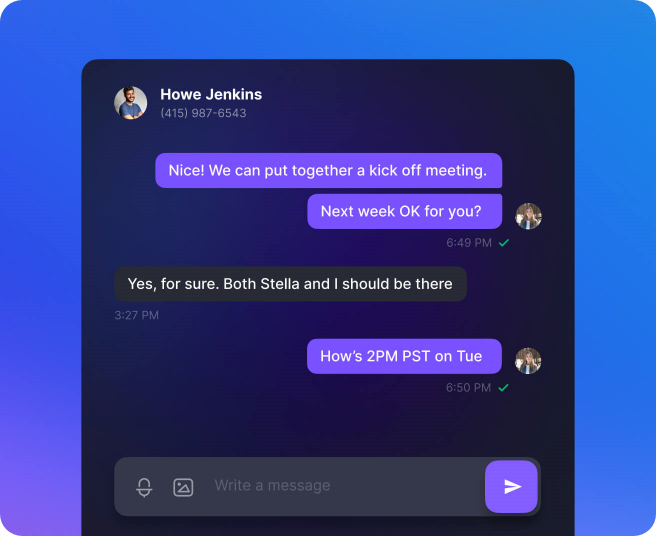 Howe Jenkins
(415) 987-6543
Nice! We can put together a kick off meeting.
Next week OK for you?
6:49 PM
Yes, for sure. Both Stella and I should be there
3:27 PM
How’s 2PM PST on Tue
6:50 PM
Write a message